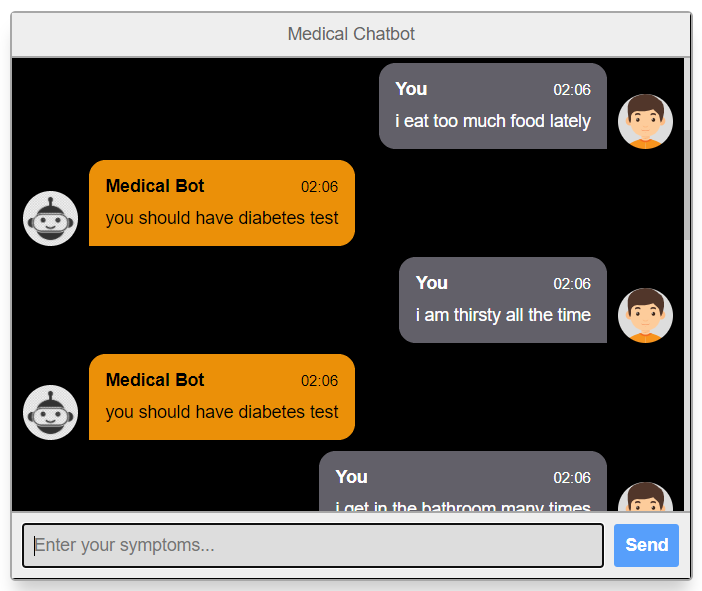 Medical Chatbot
You 02:06
i eat too much food lately
Medical Bot 02:06
you should have diabetes test
You 02:06
i am thirsty all the time
Medical Bot 02:06
you should have diabetes test
You 02:06
i get in the bathroom many times
Enter your symptoms...
Send